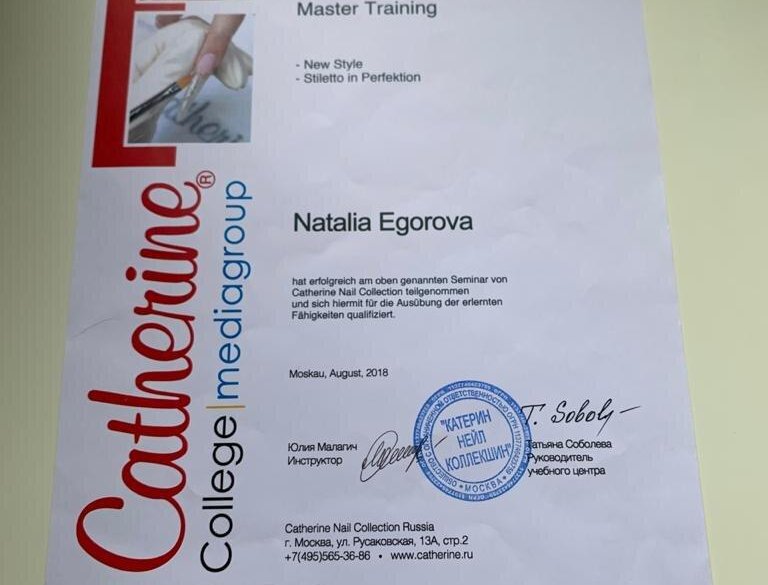 Master Training
- New Style
- Stiletto in Perfektion
Catherine®
College|mediagroup
Natalia Egorova
hat erfolgreich am oben genannten Seminar von
Catherine Nail Collection teilgenommen
und sich hiermit für die Ausübung der erlernten
Fähigkeiten qualifiziert.
Moskau, August, 2018
T. Soboly
Юлия Малагич
Инструктор
"КАТЕРИН
НЕЙЛ
КОЛЛЕКШИН"
МОСКВА
Татьяна Соболева
Руководитель
учебного центра
Catherine Nail Collection Russia
г. Москва, ул. Русаковская, 13А, стр.2
+7(495)565-36-86 • www.catherine.ru